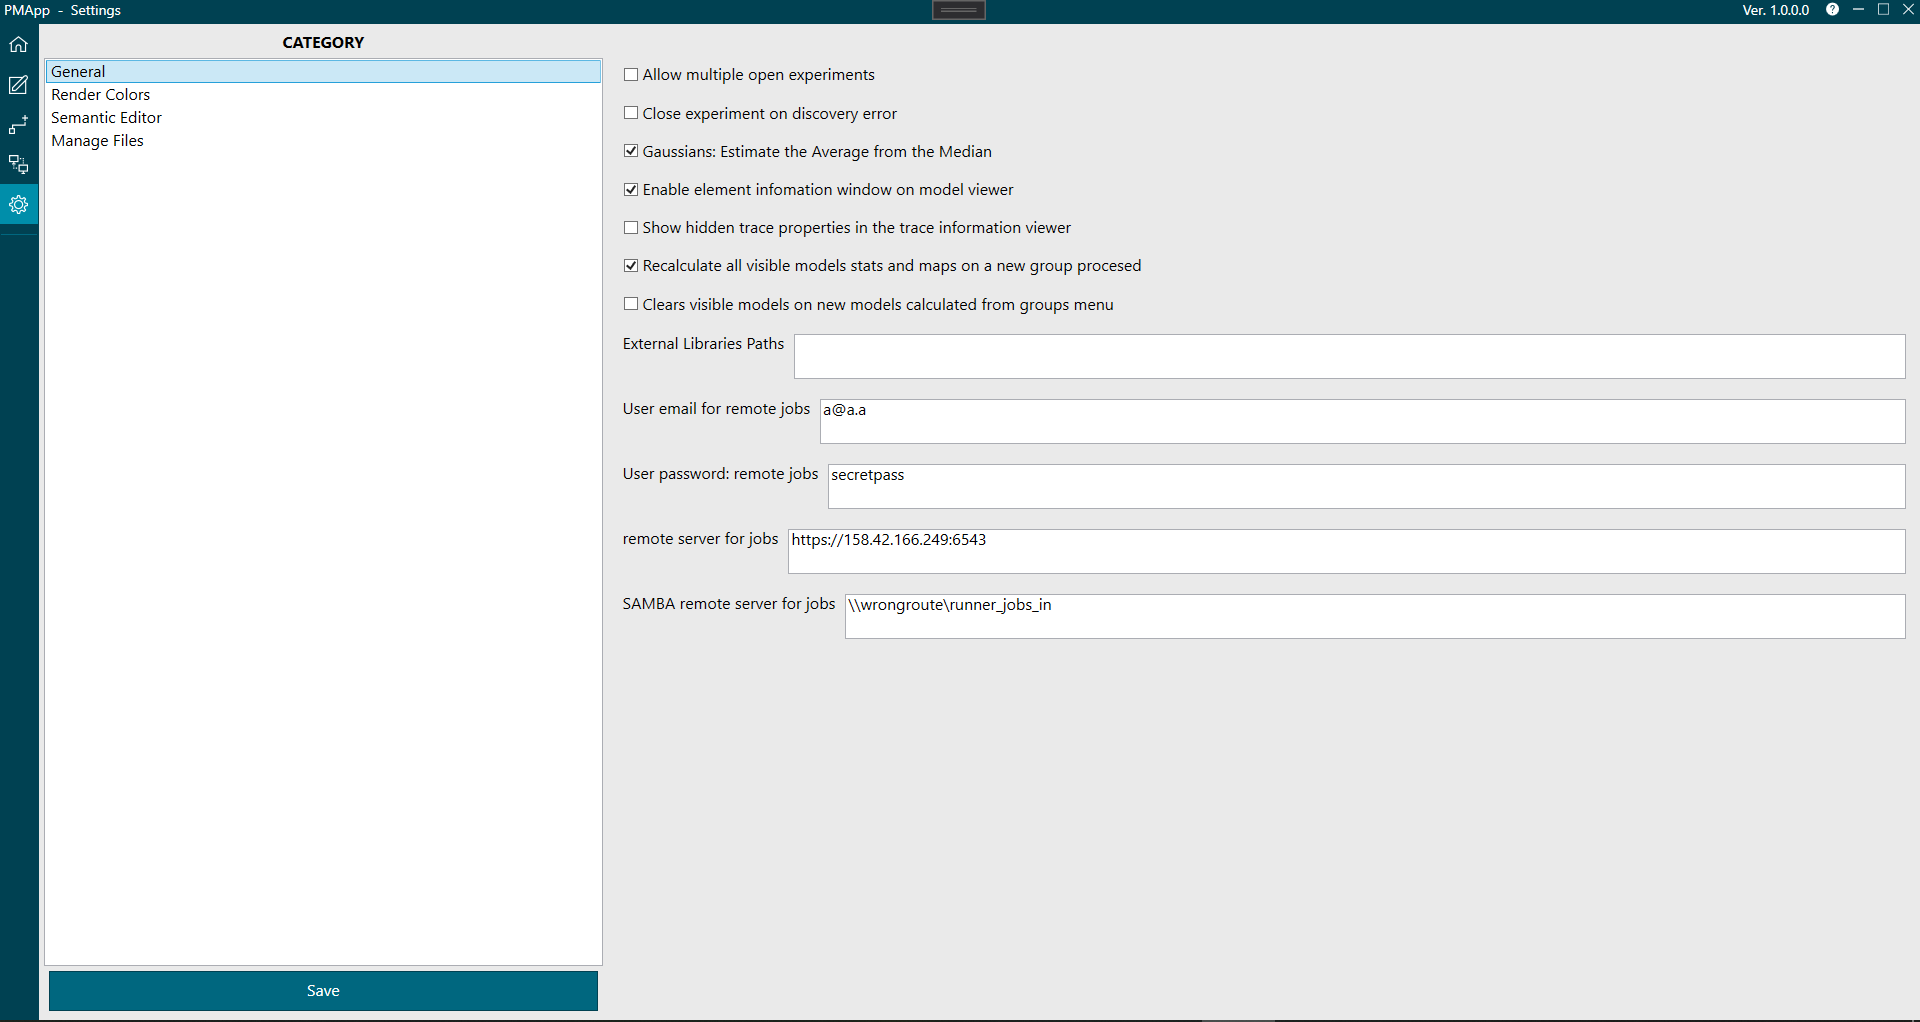 PMApp - Settings
Ver. 1.0.0.0
CATEGORY
General
Render Colors
Semantic Editor
Manage Files
Save
Allow multiple open experiments
Close experiment on discovery error
Gaussians: Estimate the Average from the Median
Enable element infomation window on model viewer
Show hidden trace properties in the trace information viewer
Recalculate all visible models stats and maps on a new group procesed
Clears visible models on new models calculated from groups menu
External Libraries Paths
User email for remote jobs a@a.a
User password: remote jobs secretpass
remote server for jobs https://158.42.166.249:6543
SAMBA remote server for jobs \\wrongroute\runner_jobs_in